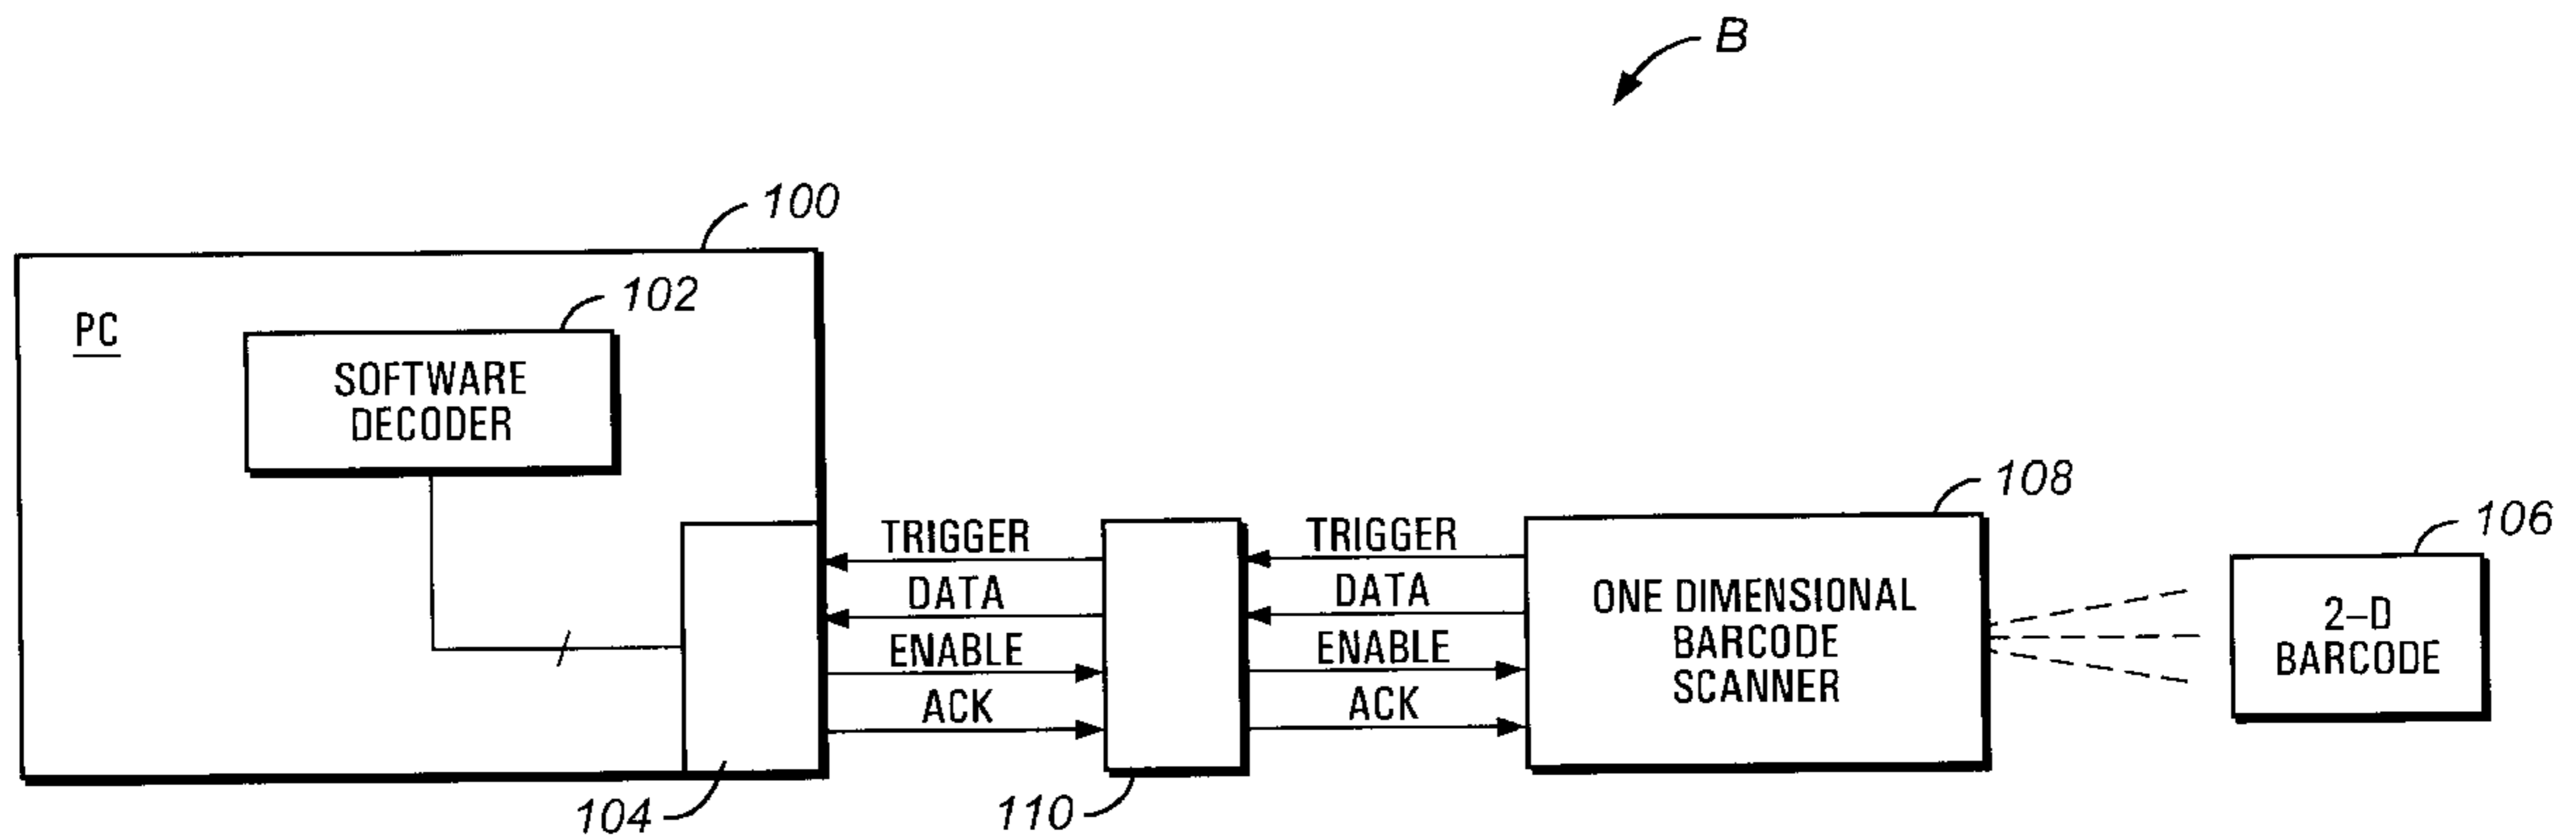 B
100
102
PC
SOFTWARE
DECODER
108
106
TRIGGER
TRIGGER
DATA
DATA
ENABLE
ENABLE
ACK
ACK
ONE DIMENSIONAL
BARCODE
SCANNER
2-D
BARCODE
104
110